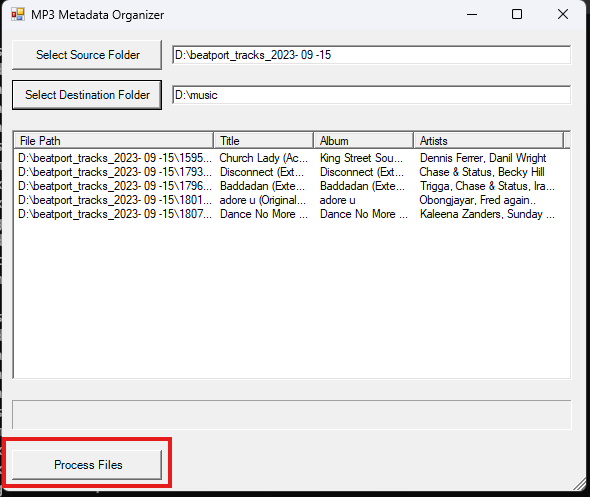 MP3 Metadata Organizer
Select Source Folder D:\beatport_tracks_2023- 09 -15
Select Destination Folder D:\music
File Path Title Album Artists
D:\beatport_tracks_2023- 09 -15\1595... Church Lady (Ac... King Street Sou... Dennis Ferrer, Danil Wright
D:\beatport_tracks_2023- 09 -15\1793... Disconnect (Ext... Disconnect (Ext... Chase & Status, Becky Hill
D:\beatport_tracks_2023- 09 -15\1796... Baddadan (Exte... Baddadan (Exte... Trigga, Chase & Status, Ira...
D:\beatport_tracks_2023- 09 -15\1801... adore u (Original... adore u Obongjayar, Fred again..
D:\beatport_tracks_2023- 09 -15\1807... Dance No More ... Dance No More ... Kaleena Zanders, Sunday ...
Process Files